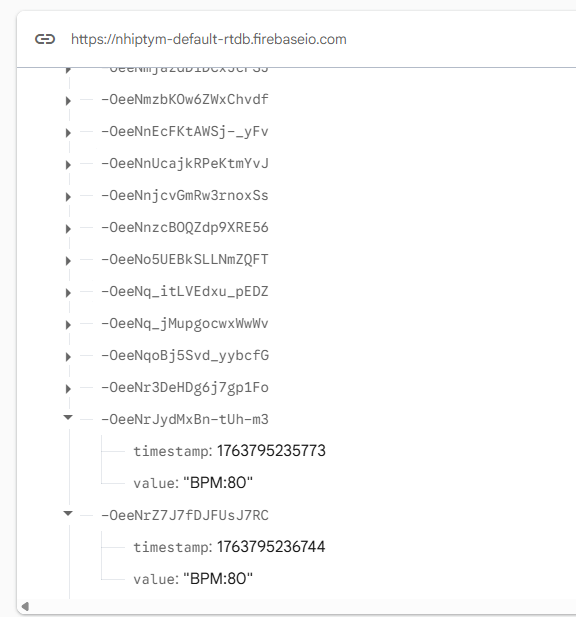 https://nhiptym-default-rtdb.firebaseio.com
-OeeNmzbKOw6ZWxChvdf
-OeeNnEcFKtAWSj-_yFv
-OeeNnUcajkRPeKtmYvJ
-OeeNnjcvGmRw3rnoxSs
-OeeNnzcBOQZdp9XRE56
-OeeNo5UEBkSLLNmZQFT
-OeeNq_itLVEdxu_pEDZ
-OeeNq_jMupgocwxWwWv
-OeeNqoBj5Svd_yybcfG
-OeeNr3DeHDg6j7gp1Fo
-OeeNrJydMxBn-tUh-m3
timestamp: 1763795235773
value: "BPM:80"
-OeeNrZ7J7fDJFUsJ7RC
timestamp: 1763795236744
value: "BPM:80"